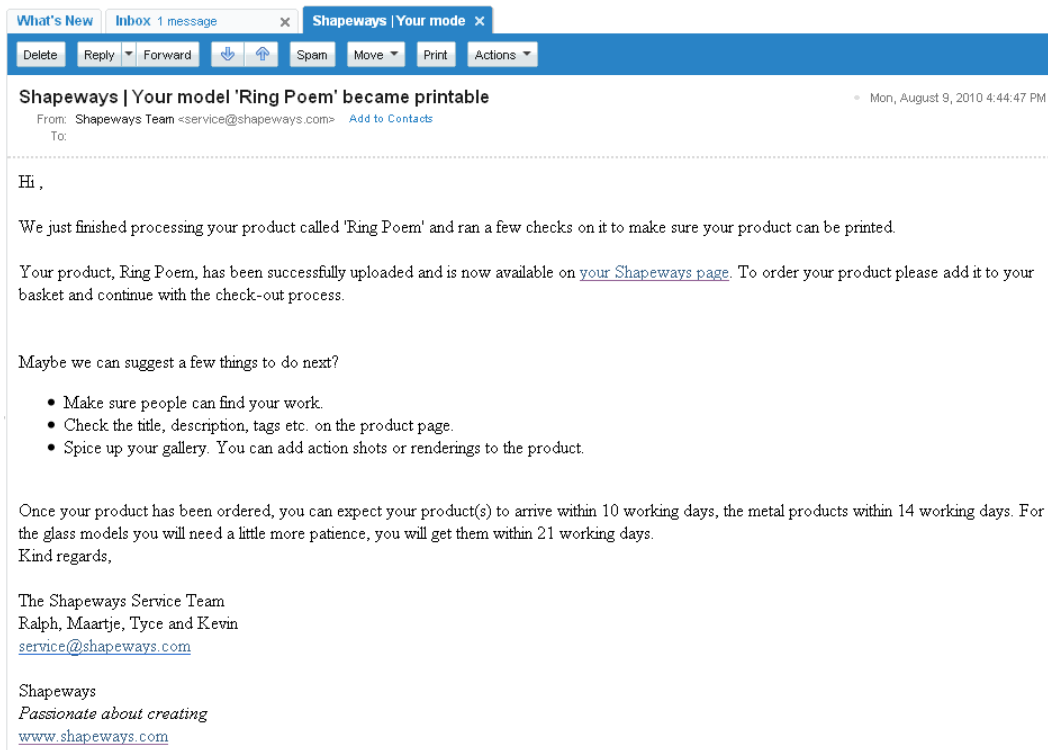 What's New Inbox 1 message × Shapeways | Your mode ×
Delete Reply Forward Spam Move Print Actions
Shapeways | Your model 'Ring Poem' became printable Mon, August 9, 2010 4:44:47 PM
From: Shapeways Team <service@shapeways.com> Add to Contacts
To:
Hi ,
We just finished processing your product called 'Ring Poem' and ran a few checks on it to make sure your product can be printed.
Your product, Ring Poem, has been successfully uploaded and is now available on your Shapeways page. To order your product please add it to your
basket and continue with the check-out process.
Maybe we can suggest a few things to do next?
• Make sure people can find your work.
• Check the title, description, tags etc. on the product page.
• Spice up your gallery. You can add action shots or renderings to the product.
Once your product has been ordered, you can expect your product(s) to arrive within 10 working days, the metal products within 14 working days. For
the glass models you will need a little more patience, you will get them within 21 working days.
Kind regards,
The Shapeways Service Team
Ralph, Maartje, Tyce and Kevin
service@shapeways.com
Shapeways
Passionate about creating
www.shapeways.com